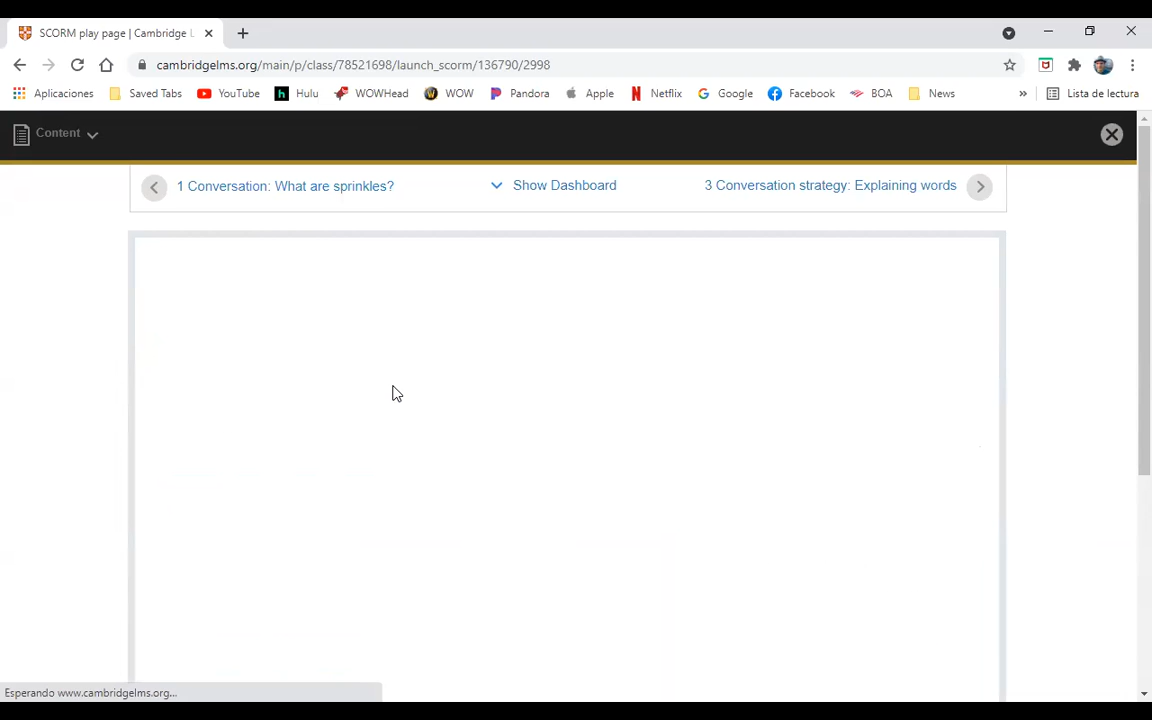 SCORM play page | Cambridge L
cambridgelms.org/main/p/class/78521698/launch_scorm/136790/2998
Aplicaciones Saved Tabs YouTube Hulu WOWHead WOW Pandora Apple Netflix Google Facebook BOA News » Lista de lectura
Content
1 Conversation: What are sprinkles? Show Dashboard 3 Conversation strategy: Explaining words
Esperando www.cambridgelms.org...